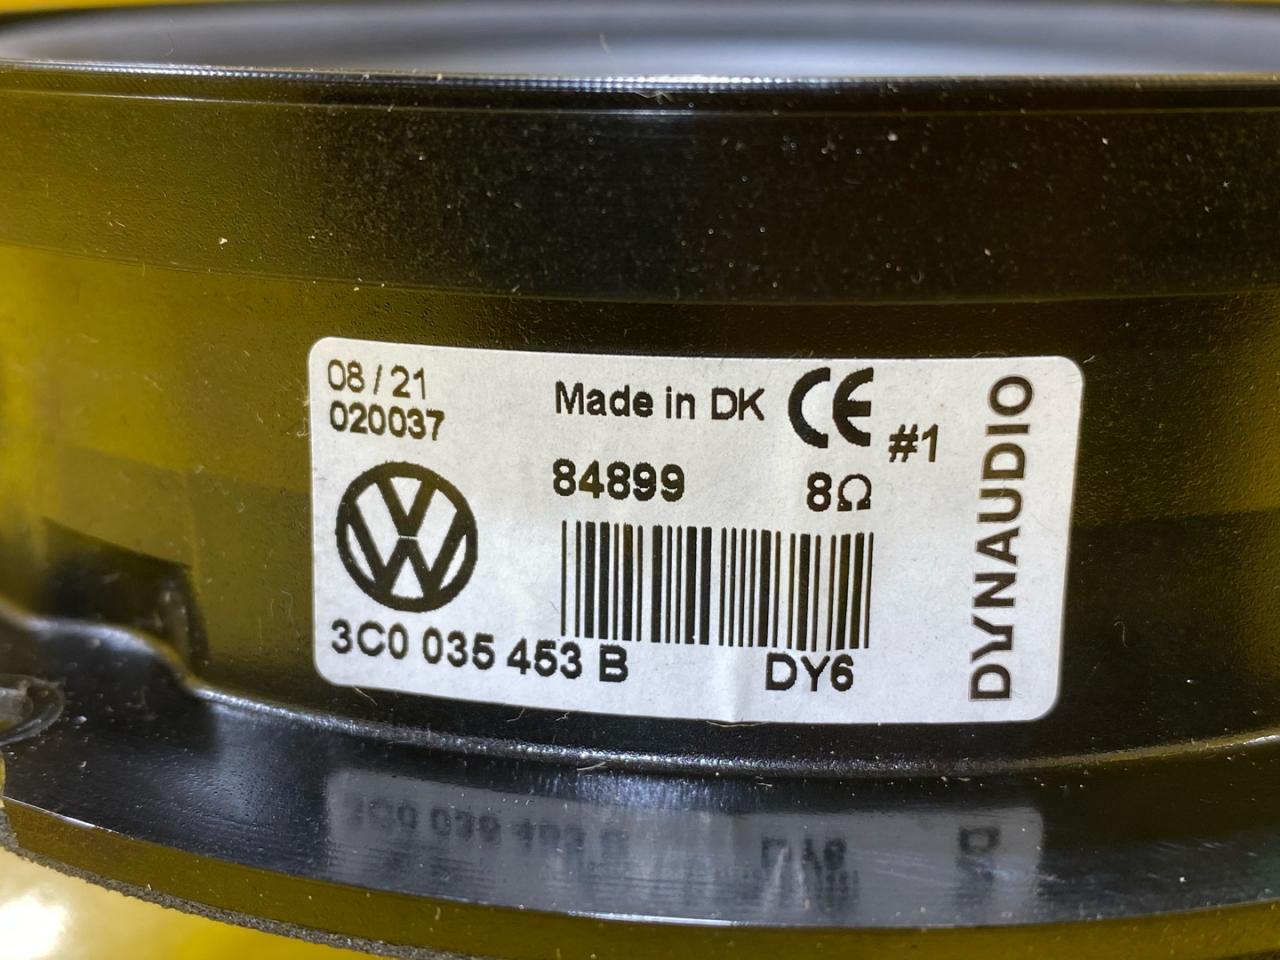 08 / 21
020037
Made in DK CE
#1
84899 8Ω
3C0 035 453 B
DY6
DYNAUDIO